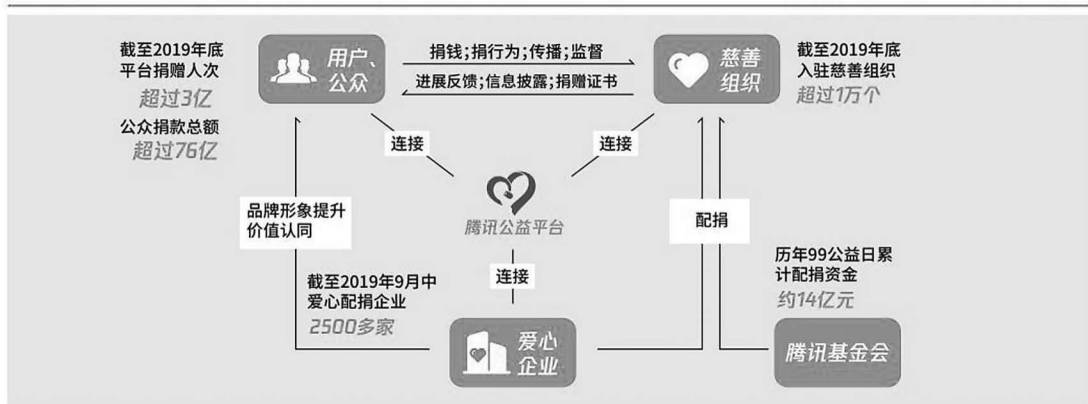 截至2019年底
平台捐赠人次
超过3亿
公众捐款总额
超过76亿
用户、
公众
捐钱;捐行为;传播;监督
进展反馈;信息披露;捐赠证书
慈善
组织
截至2019年底
入驻慈善组织
超过1万个
连接
连接
腾讯公益平台
品牌形象提升
价值认同
配捐
连接
截至2019年9月中
爱心配捐企业
2500多家
历年99公益日累
计配捐资金
约14亿元
爱心
企业
腾讯基金会